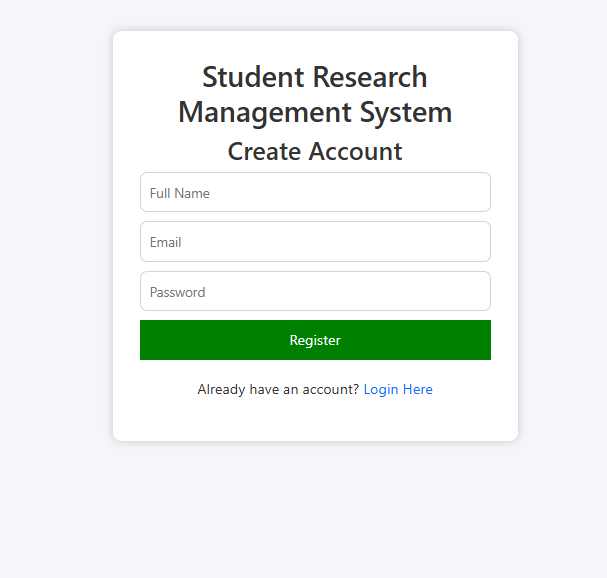 Student Research
Management System
Create Account
Full Name
Email
Password
Register
Already have an account? Login Here